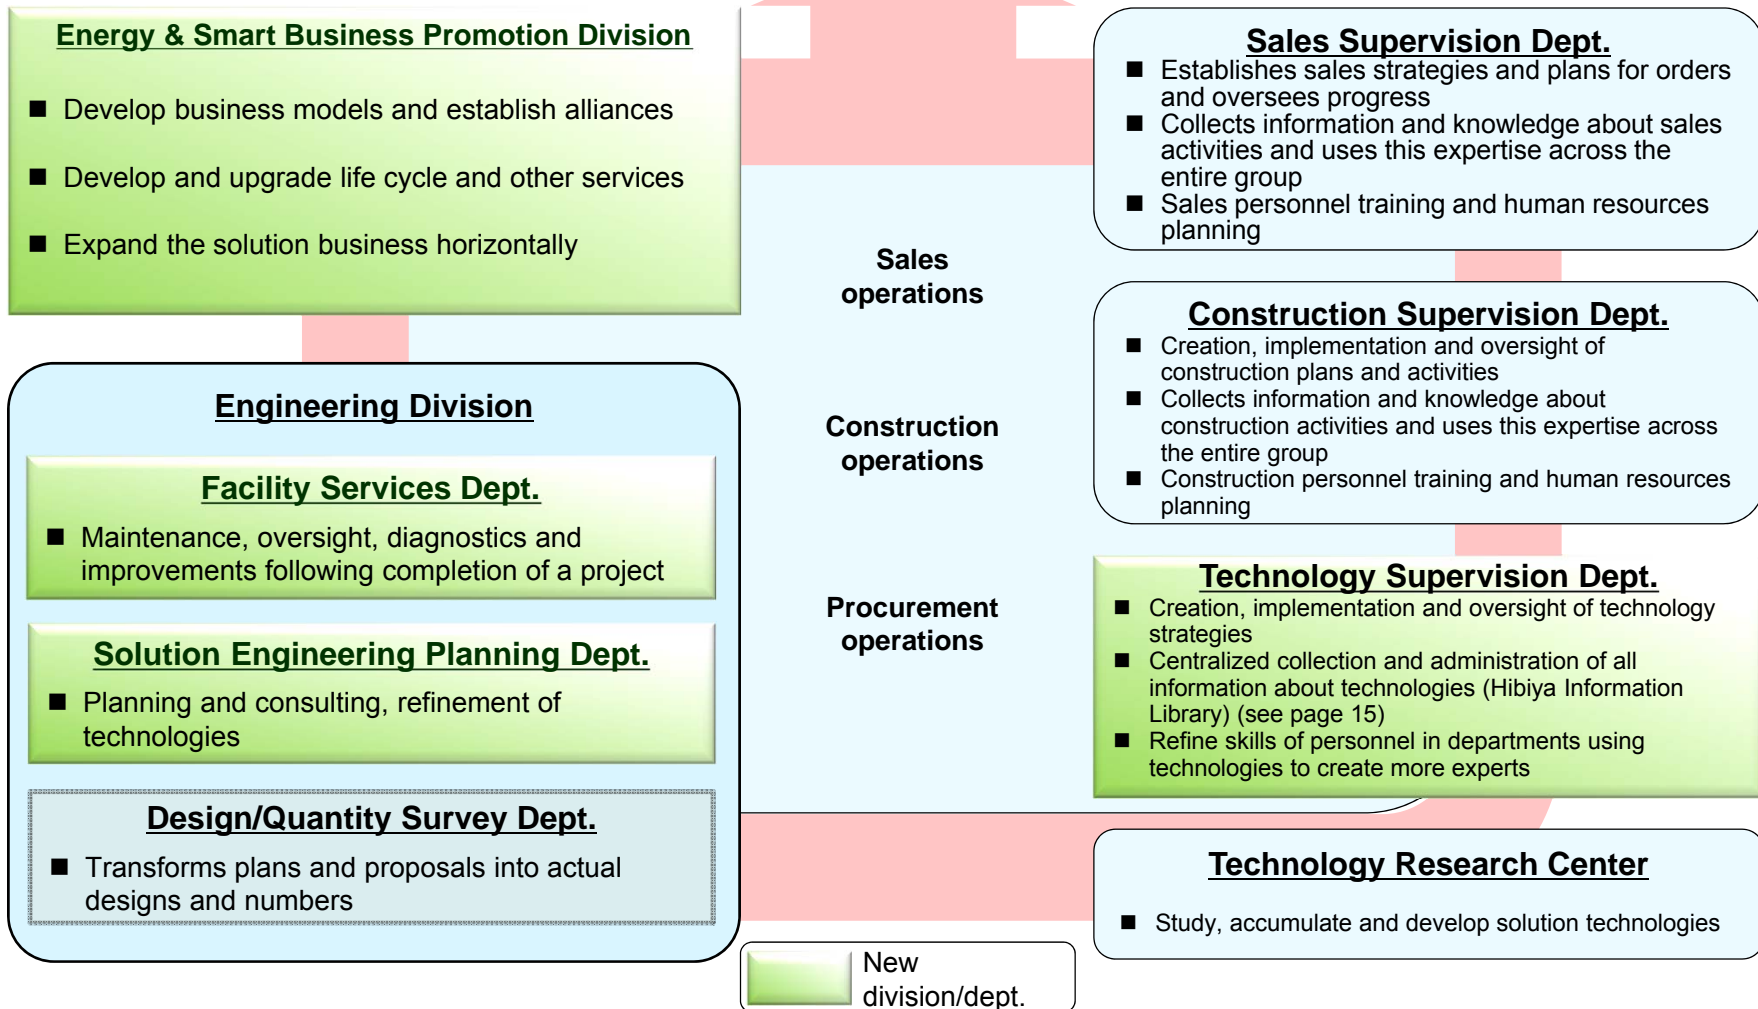 Energy & Smart Business Promotion Division
■ Develop business models and establish alliances
■ Develop and upgrade life cycle and other services
■ Expand the solution business horizontally
Engineering Division
Facility Services Dept.
■ Maintenance, oversight, diagnostics and
improvements following completion of a project
Solution Engineering Planning Dept.
■ Planning and consulting, refinement of
technologies
Design/Quantity Survey Dept.
■ Transforms plans and proposals into actual
designs and numbers
Sales
operations
Construction
operations
Procurement
operations
Sales Supervision Dept.
■ Establishes sales strategies and plans for orders
and oversees progress
■ Collects information and knowledge about sales
activities and uses this expertise across the
entire group
■ Sales personnel training and human resources
planning
Construction Supervision Dept.
■ Creation, implementation and oversight of
construction plans and activities
■ Collects information and knowledge about
construction activities and uses this expertise across
the entire group
■ Construction personnel training and human resources
planning
Technology Supervision Dept.
■ Creation, implementation and oversight of technology
strategies
■ Centralized collection and administration of all
information about technologies (Hibiya Information
Library) (see page 15)
■ Refine skills of personnel in departments using
technologies to create more experts
Technology Research Center
■ Study, accumulate and develop solution technologies
New
division/dept.